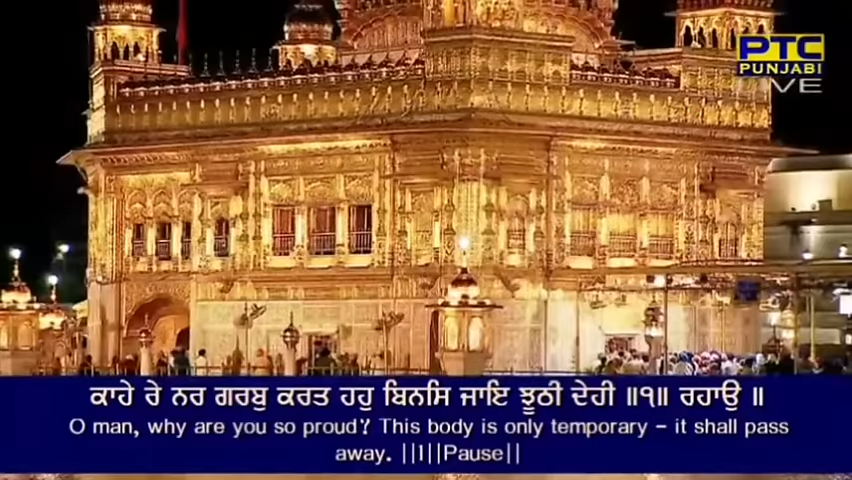 PTC
PUNJABI
LIVE
ਕਾਹੇ ਰੇ ਨਰ ਗਰਬੁ ਕਰਤ ਹਹੁ ਬਿਨਸਿ ਜਾਇ ਝੂਠੀ ਦੇਹੀ ॥੧॥ ਰਹਾਉ ॥
O man, why are you so proud? This body is only temporary - it shall pass
away. ||1||Pause||